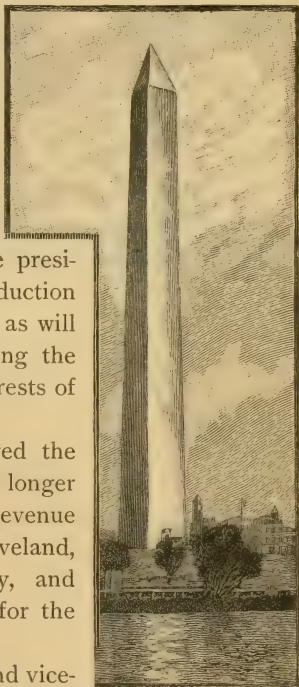 e presi-
duction
as will
ng the
rests of
ed the
longer
evenue
veland,
y, and
for the
nd vice-